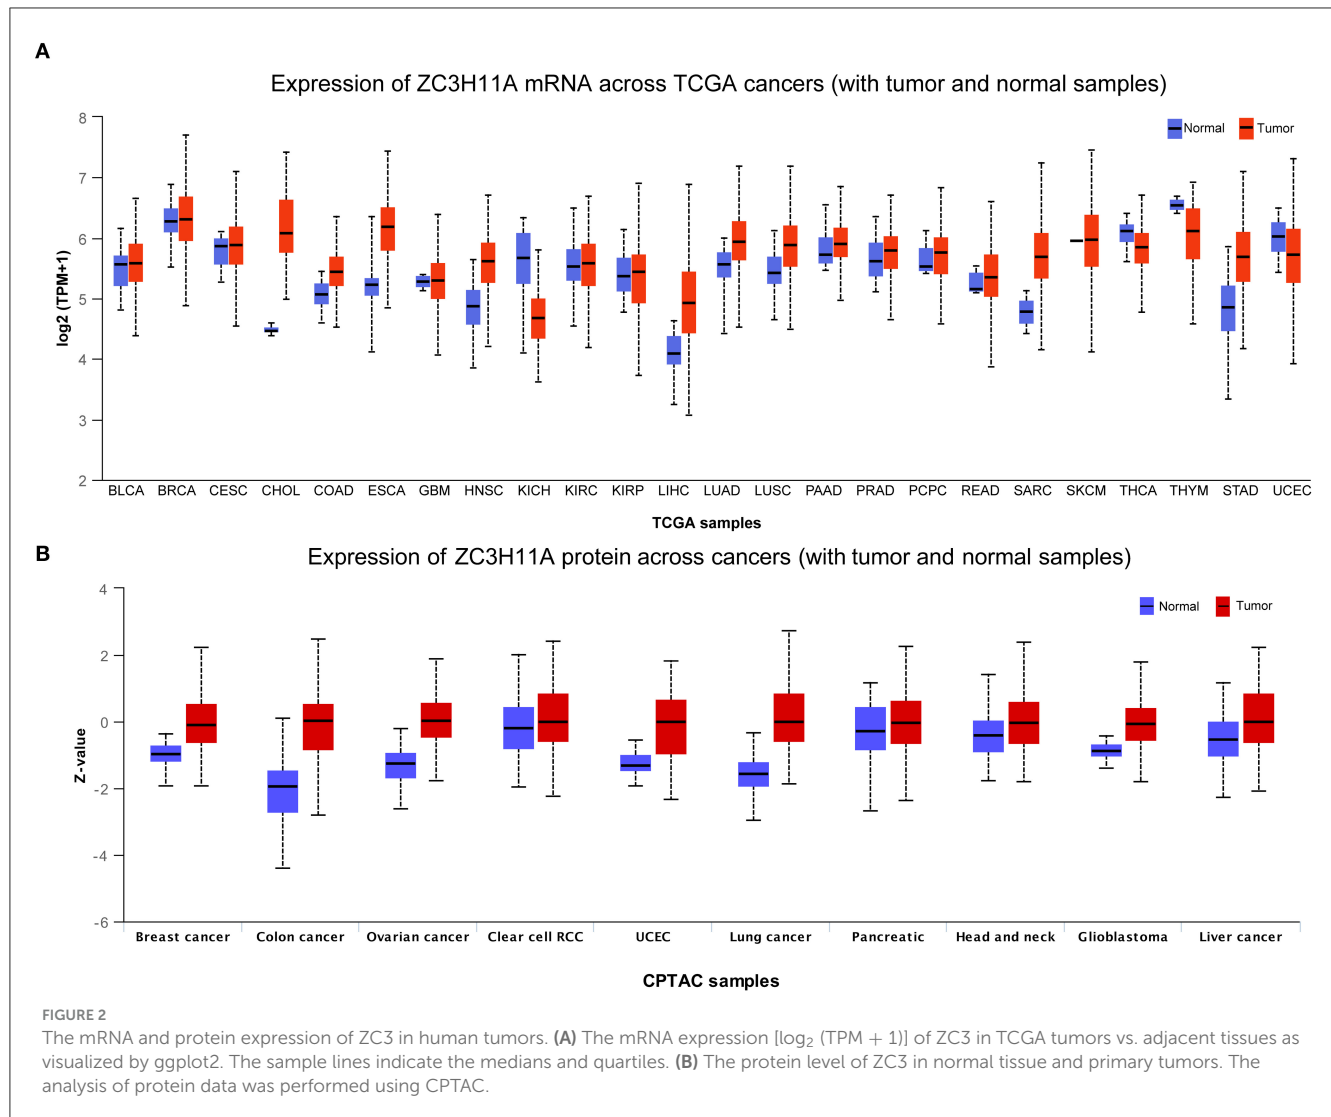 A
Expression of ZC3H11A mRNA across TCGA cancers (with tumor and normal samples)
Normal Tumor
8
7
6
5
4
3
2
log2 (TPM+1)
BLCA BRCA CESC CHOL COAD ESCA GBM HNSC KICH KIRC KIRP LIHC LUAD LUSC PAAD PRAD PCPC READ SARC SKCM THCA THYM STAD UCEC
TCGA samples
B
Expression of ZC3H11A protein across cancers (with tumor and normal samples)
Normal Tumor
4
2
0
-2
-4
-6
Z-value
Breast cancer Colon cancer Ovarian cancer Clear cell RCC UCEC Lung cancer Pancreatic Head and neck Glioblastoma Liver cancer
CPTAC samples
FIGURE 2
The mRNA and protein expression of ZC3 in human tumors. (A) The mRNA expression [log₂ (TPM + 1)] of ZC3 in TCGA tumors vs. adjacent tissues as
visualized by ggplot2. The sample lines indicate the medians and quartiles. (B) The protein level of ZC3 in normal tissue and primary tumors. The
analysis of protein data was performed using CPTAC.